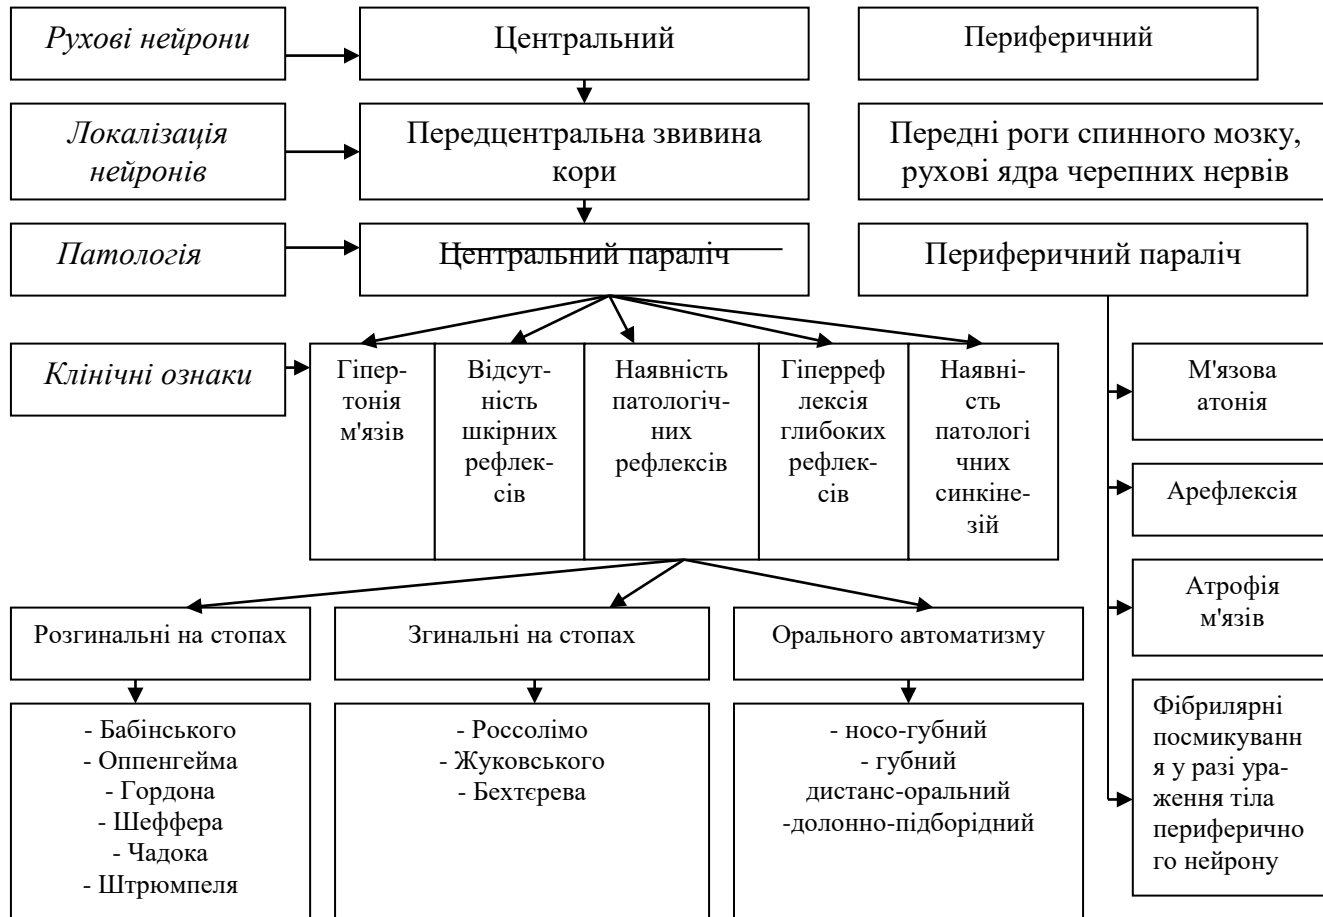 Рухові нейрони
Центральний
Периферичний
Локалізація
нейронів
Передцентральна звивина
кори
Передні роги спинного мозку,
рухові ядра черепних нервів
Патологія
Центральний параліч
Периферичний параліч
Клінічні ознаки
Гіпер-
тонія
м'язів
Відсут-
ність
шкірних
рефлек-
сів
Наявність
патологіч-
них
рефлексів
Гіперреф
лексія
глибоких
рефлек-
сів
Наявні-
сть
патологі
чних
синкіне-
зій
М'язова
атонія
Арефлексія
Атрофія
м'язів
Фібрилярні
посмикуванн
я у разі ура-
ження тіла
периферично
го нейрону
Розгинальні на стопах
Згинальні на стопах
Орального автоматизму
- Бабінського
- Оппенгейма
- Гордона
- Шеффера
- Чадока
- Штрюмпеля
- Россолімо
- Жуковського
- Бехтєрева
- носо-губний
- губний
дистанс-оральний
-долонно-підборідний